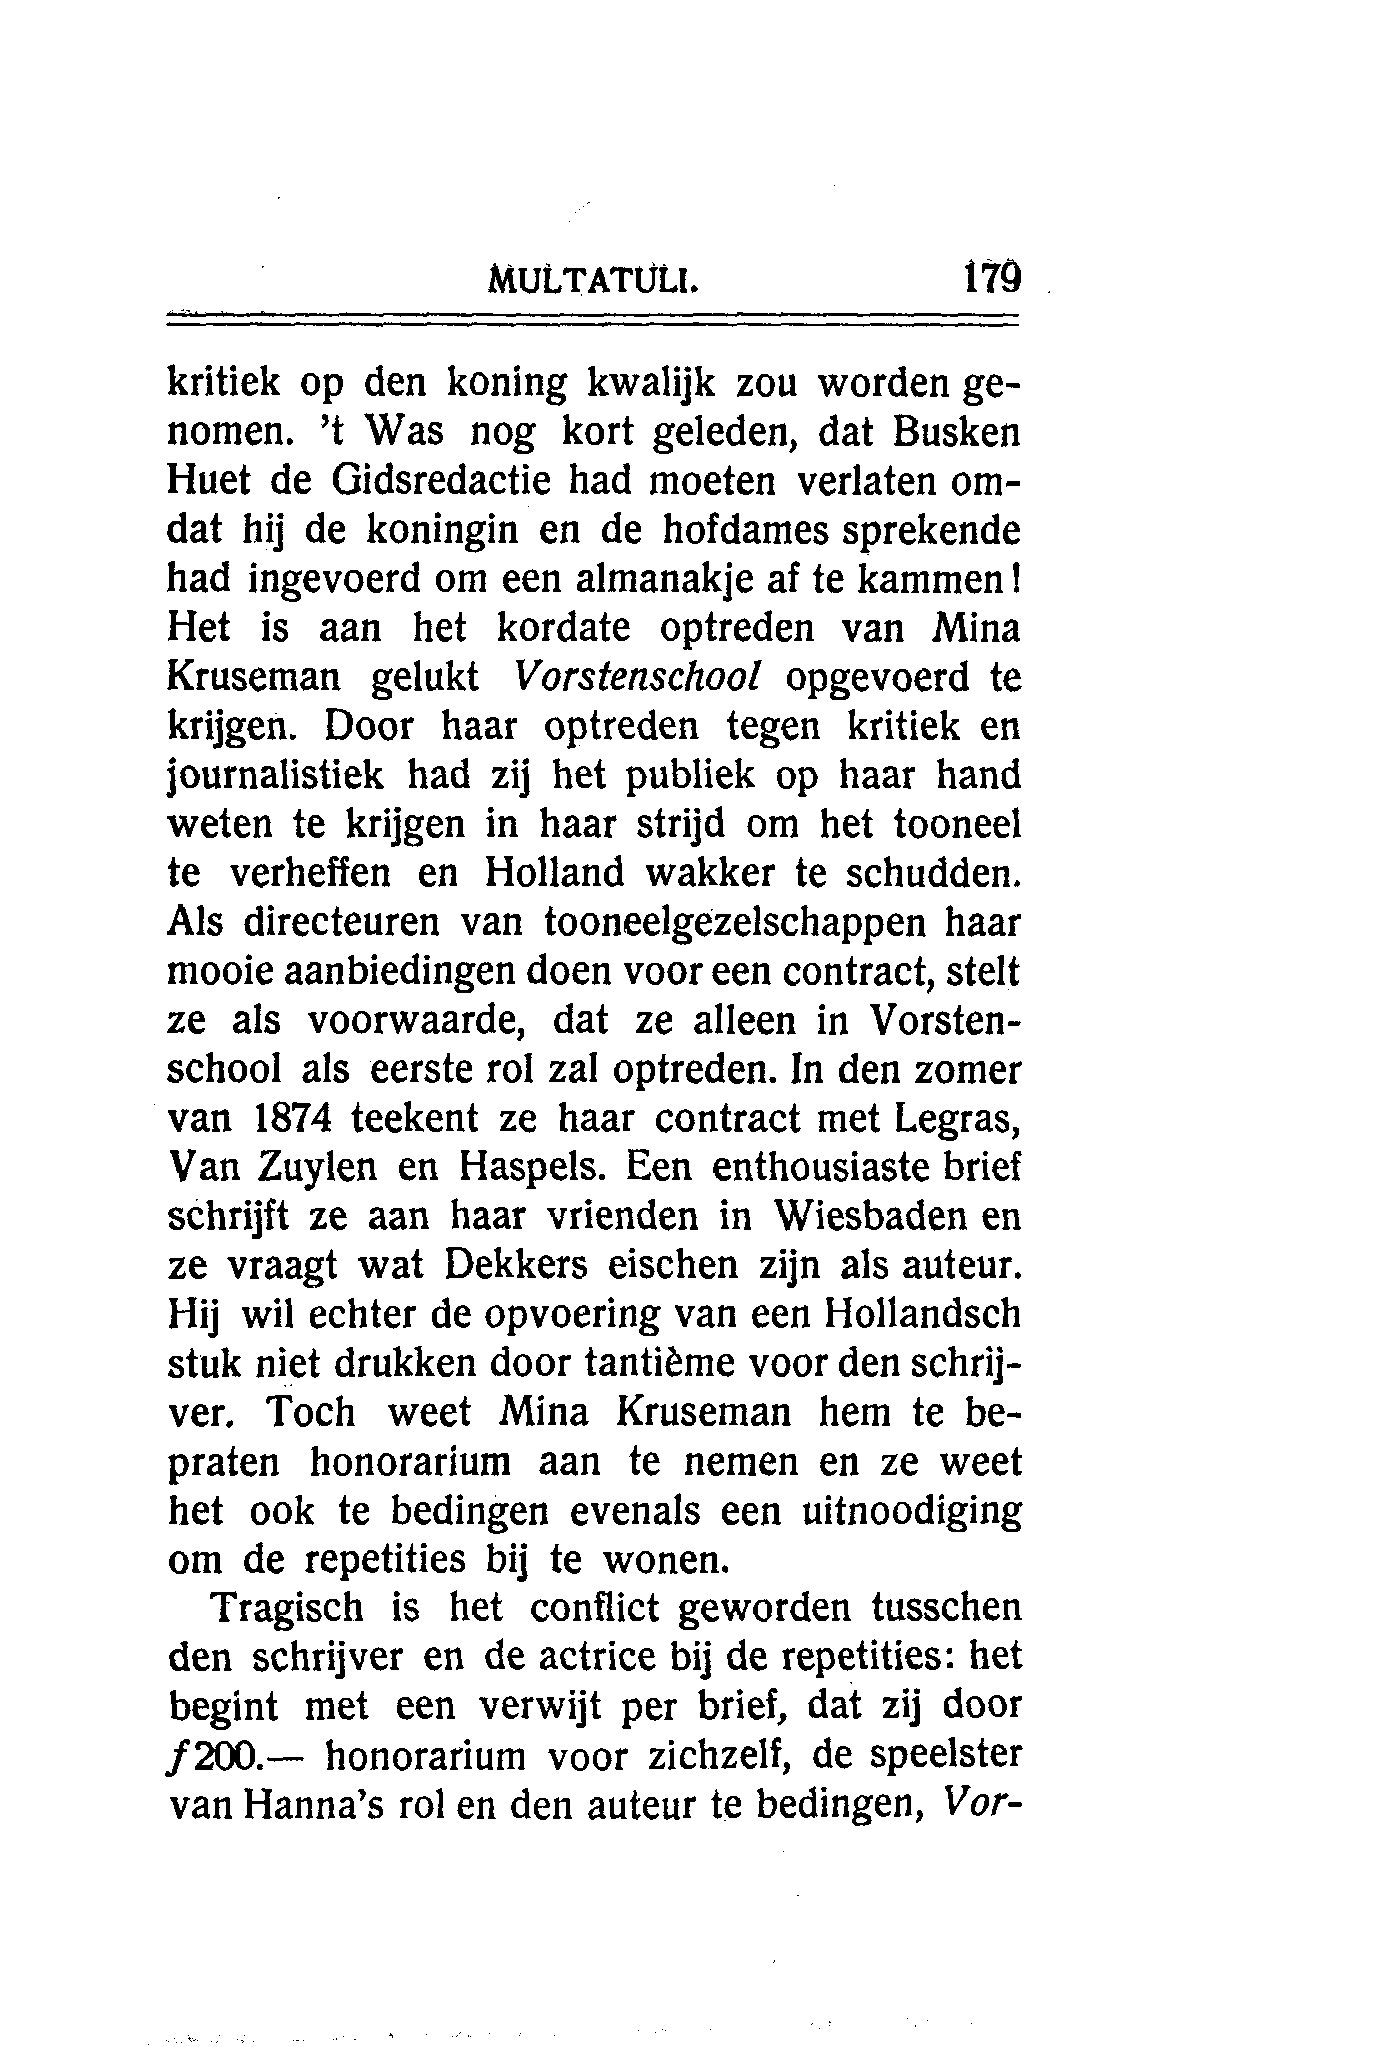 MULTATULI. 179
kritiek op den koning kwalijk zou worden ge-
nomen. 't Was nog kort geleden, dat Busken
Huet de Gidsredactie had moeten verlaten om-
dat hij de koningin en de hofdames sprekende
had ingevoerd om een almanakje af te kammen!
Het is aan het kordate optreden van Mina
Kruseman gelukt Vorstenschool opgevoerd te
krijgen. Door haar optreden tegen kritiek en
journalistiek had zij het publiek op haar hand
weten te krijgen in haar strijd om het tooneel
te verheffen en Holland wakker te schudden.
Als directeuren van tooneelgezelschappen haar
mooie aanbiedingen doen voor een contract, stelt
ze als voorwaarde, dat ze alleen in Vorsten-
school als eerste rol zal optreden. In den zomer
van 1874 teekent ze haar contract met Legras,
Van Zuylen en Haspels. Een enthousiaste brief
schrijft ze aan haar vrienden in Wiesbaden en
ze vraagt wat Dekkers eischen zijn als auteur.
Hij wil echter de opvoering van een Hollandsch
stuk niet drukken door tantième voor den schrij-
ver. Toch weet Mina Kruseman hem te be-
praten honorarium aan te nemen en ze weet
het ook te bedingen evenals een uitnoodiging
om de repetities bij te wonen.
Tragisch is het conflict geworden tusschen
den schrijver en de actrice bij de repetities: het
begint met een verwijt per brief, dat zij door
f 200.— honorarium voor zichzelf, de speelster
van Hanna's rol en den auteur te bedingen, Vor-